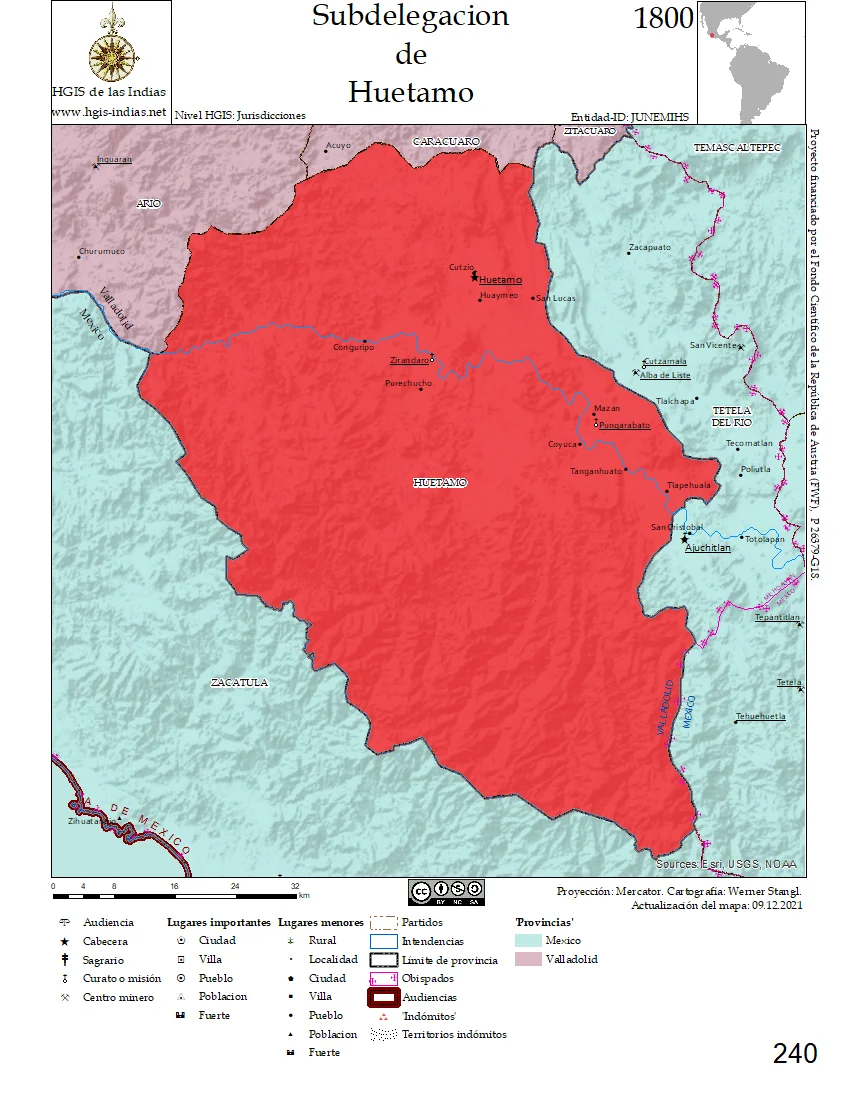 Subdelegacion
de
Huetamo
1800
HGIS de las Indias
www.hgis-indias.net
Nivel HGIS: Jurisdicciones
Entidad-ID: JUNEMIHS
Acuyo
CARACUARO
ZITACUARO
TEMASCALTEPEC
Inguaran
ARIO
Churumuco
Zacapuato
Cutzio
Huetamo
Huaymeo
San Lucas
Valladolid
Mexico
Conguripo
Zirandaro
Purechucho
San Vicente
Cutzamala
Alba de Liste
Tlalchapa
TETELA
DEL RIO
Mazan
Pungarabato
Coyuca
Tecomatlan
Tanganhuato
Poliutla
HUETAMO
Tlapehuala
San Cristobal
Ajuchitlan
Totolapan
MEXICO
Tepantitlan
ZACATULA
Tetela
VALLADOLID
MEXICO
Tehuehuetla
A DE MEXICO
Sources: Esri, USGS, NOAA
Proyecto financiado por el Fondo Científico de la República de Austria (FWF), P 26379-G18.
0 4 8 16 24 32
km
CC BY NC SA
Proyección: Mercator. Cartografía: Werner Stangl.
Actualización del mapa: 09.12.2021
Audiencia
Cabecera
Sagrario
Curato o misión
Centro minero
Lugares importantes
Ciudad
Villa
Pueblo
Poblacion
Fuerte
Lugares menores
Rural
Localidad
Ciudad
Villa
Pueblo
Poblacion
Fuerte
Partidos
Intendencias
Límite de provincia
Obispados
Audiencias
'Indómitos'
Territorios indómitos
'Provincias'
Mexico
Valladolid
240